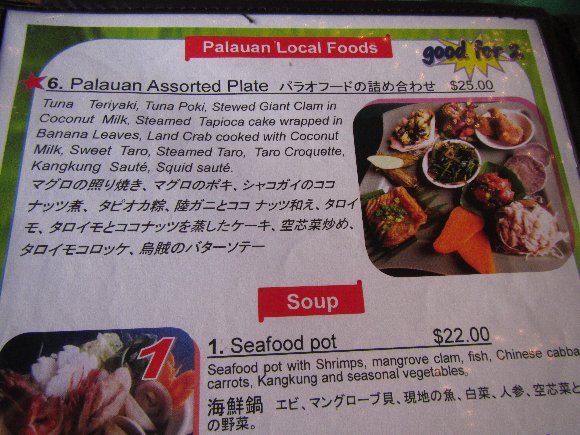 Palauan Local Foods
good for 2
6. Palauan Assorted Plate パラオフードの詰め合わせ $25.00
Tuna Teriyaki, Tuna Poki, Stewed Giant Clam in
Coconut Milk, Steamed Tapioca cake wrapped in
Banana Leaves, Land Crab cooked with Coconut
Milk, Sweet Taro, Steamed Taro, Taro Croquette,
Kangkung Sauté, Squid sauté.
マグロの照り焼き、マグロのポキ、シャコガイのココ
ナッツ煮、タピオカ粽、陸ガニとココ ナッツ和え、タロイ
モ、タロイモとココナッツを蒸したケーキ、空芯菜炒め、
タロイモコロッケ、烏賊のバターソテー
Soup
1
1. Seafood pot $22.00
Seafood pot with Shrimps, mangrove clam, fish, Chinese cabba
carrots, Kangkung and seasonal vegetables.
海鮮鍋 エビ、マングローブ貝、現地の魚、白菜、人参、空芯菜と
の野菜。